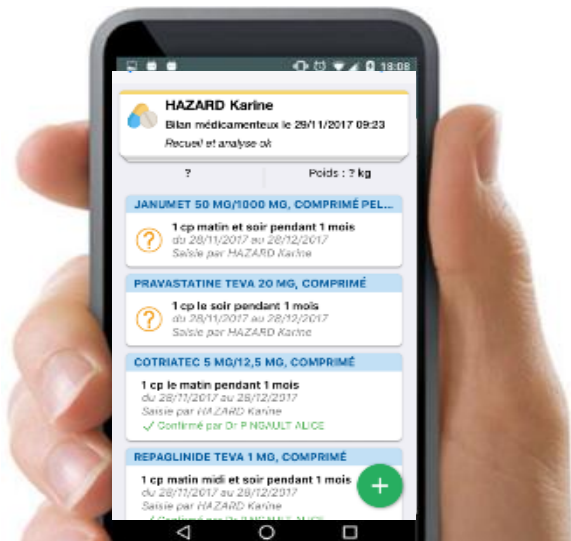 18:08
HAZARD Karine
Bilan médicamenteux le 29/11/2017 09:23
Recueil et analyse ok
? Poids : ? kg
JANUMET 50 MG/1000 MG, COMPRIMÉ PEL...
1 cp matin et soir pendant 1 mois
du 28/11/2017 au 28/12/2017
Saisie par HAZARD Karine
PRAVASTATINE TEVA 20 MG, COMPRIMÉ
1 cp le soir pendant 1 mois
du 28/11/2017 au 28/12/2017
Saisie par HAZARD Karine
COTRIATEC 5 MG/12,5 MG, COMPRIMÉ
1 cp le matin pendant 1 mois
du 28/11/2017 au 28/12/2017
Saisie par HAZARD Karine
✓ Confirmé par Dr PINGAULT ALICE
REPAGLINIDE TEVA 1 MG, COMPRIMÉ
1 cp matin midi et soir pendant 1 mois
du 28/11/2017 au 28/12/2017
Saisie par HAZARD Karine
✓ Confirmé par Dr PINGAULT ALICE